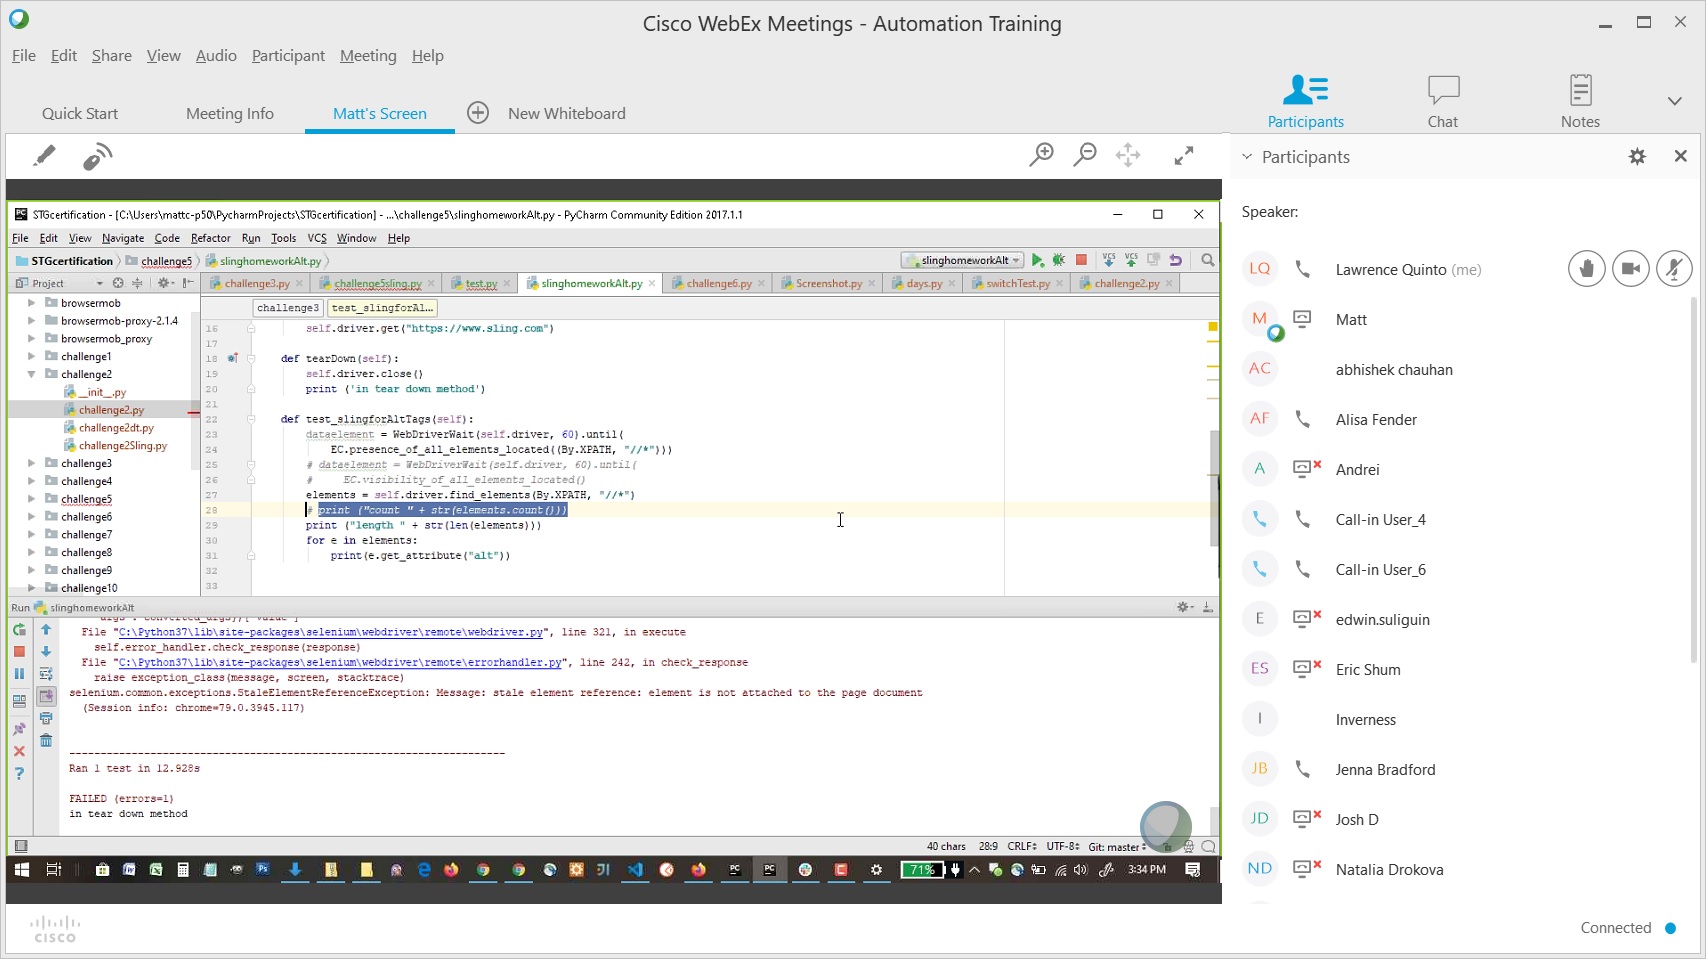 Cisco WebEx Meetings - Automation Training
File Edit Share View Audio Participant Meeting Help
Quick Start Meeting Info Matt's Screen New Whiteboard
Participants Chat Notes
Participants
Speaker:
LQ Lawrence Quinto (me)
M Matt
AC abhishek chauhan
AF Alisa Fender
A Andrei
Call-in User_4
Call-in User_6
E edwin.suliguin
ES Eric Shum
I Inverness
JB Jenna Bradford
JD Josh D
ND Natalia Drokova
Connected
STGcertification - [C:\Users\mattc-p50\PycharmProjects\STGcertification] - ...\challenge5\slinghomeworkAlt.py - PyCharm Community Edition 2017.1.1
File Edit View Navigate Code Refactor Run Tools VCS Window Help
STGcertification challenge5 slinghomeworkAlt.py
slinghomeworkAlt VCS VCS
Project
challenge3.py challenge5sling.py test.py slinghomeworkAlt.py challenge6.py Screenshot.py days.py switchTest.py challenge2.py
browsermob
browsermob-proxy-2.1.4
browsermob_proxy
challenge1
challenge2
__init__.py
challenge2.py
challenge2dt.py
challenge2Sling.py
challenge3
challenge4
challenge5
challenge6
challenge7
challenge8
challenge9
challenge10
challenge3 test_slingforAl...
16 self.driver.get("https://www.sling.com")
17
18 def tearDown(self):
19 self.driver.close()
20 print ('in tear down method')
21
22 def test_slingforAltTags(self):
23 dataelement = WebDriverWait(self.driver, 60).until(
24 EC.presence_of_all_elements_located((By.XPATH, "//*")))
25 # dataelement = WebDriverWait(self.driver, 60).until(
26 # EC.visibility_of_all_elements_located()
27 elements = self.driver.find_elements(By.XPATH, "//*")
28 # print ("count " + str(elements.count()))
29 print ("length " + str(len(elements)))
30 for e in elements:
31 print(e.get_attribute("alt"))
32
33
Run slinghomeworkAlt
File "C:\Python37\lib\site-packages\selenium\webdriver\remote\webdriver.py", line 321, in execute
self.error_handler.check_response(response)
File "C:\Python37\lib\site-packages\selenium\webdriver\remote\errorhandler.py", line 242, in check_response
raise exception_class(message, screen, stacktrace)
selenium.common.exceptions.StaleElementReferenceException: Message: stale element reference: element is not attached to the page document
(Session info: chrome=79.0.3945.117)
----------------------------------------------------------------------
Ran 1 test in 12.928s
FAILED (errors=1)
in tear down method
40 chars 28:9 CRLF UTF-8 Git: master
71% 3:34 PM
CISCO